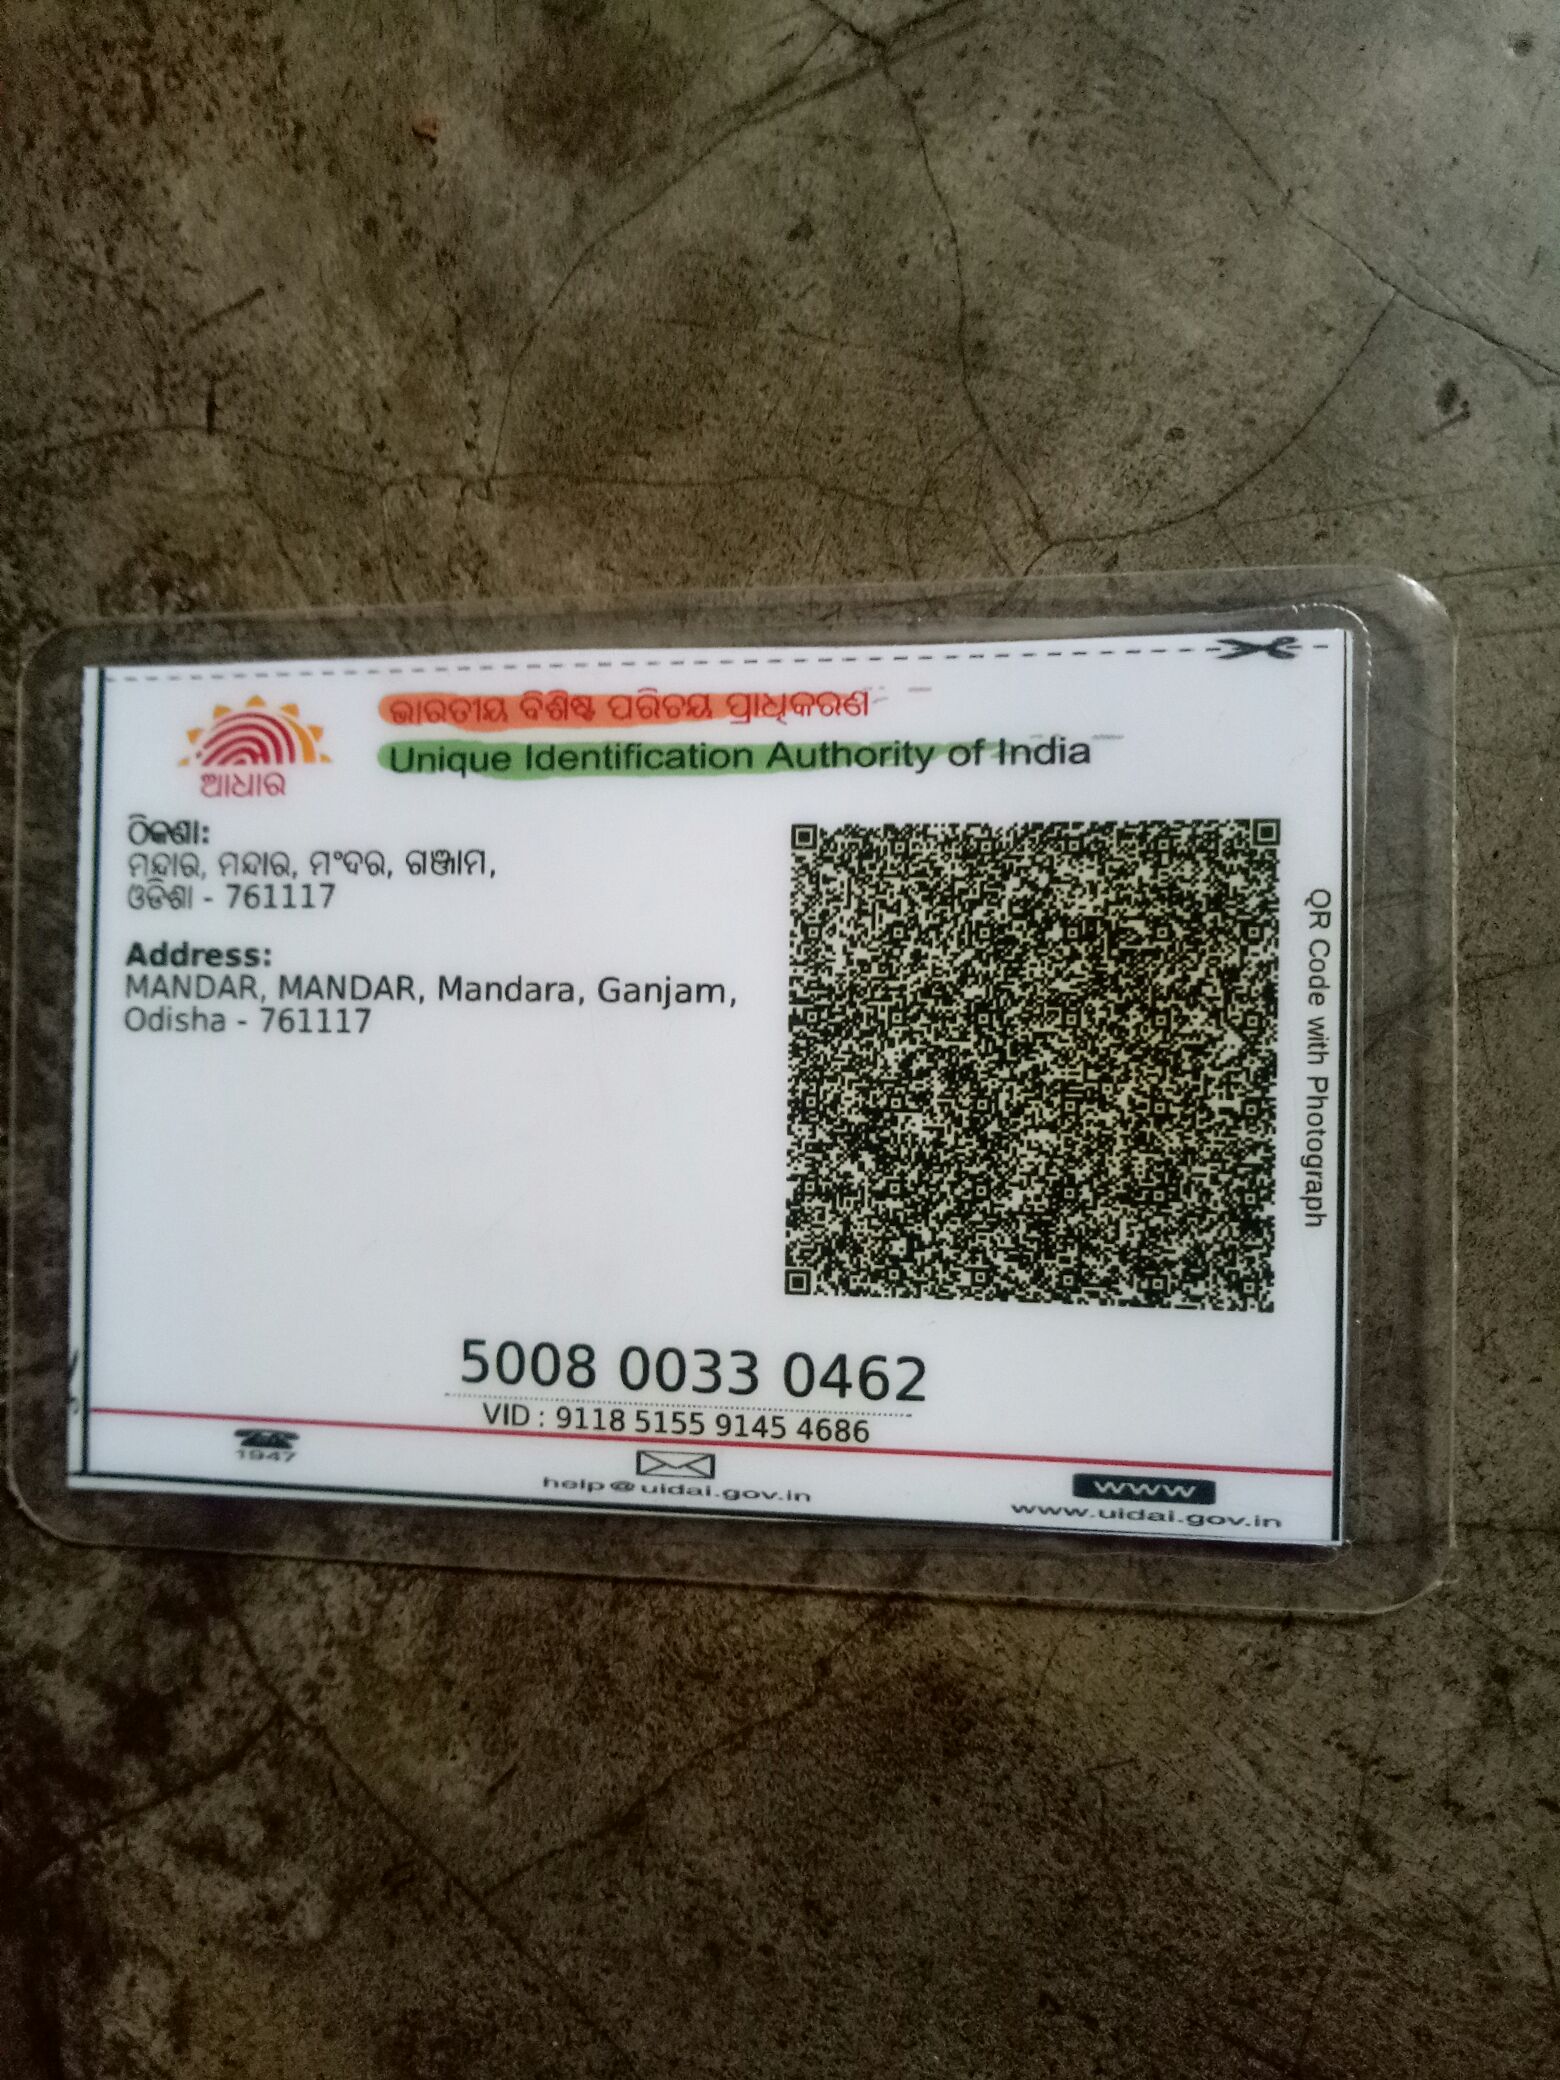 ଭାରତୀୟ ବିଶିଷ୍ଟ ପରିଚୟ ପ୍ରାଧିକରଣ
Unique Identification Authority of India
ଆଧାର
ଠିକଣା:
ମନ୍ଦାର, ମନ୍ଦାର, ମଂଦର, ଗଞ୍ଜାମ,
ଓଡିଶା - 761117
Address:
MANDAR, MANDAR, Mandara, Ganjam,
Odisha - 761117
QR Code with Photograph
5008 0033 0462
VID : 9118 5155 9145 4686
1947
help@uidai.gov.in
www
www.uidai.gov.in